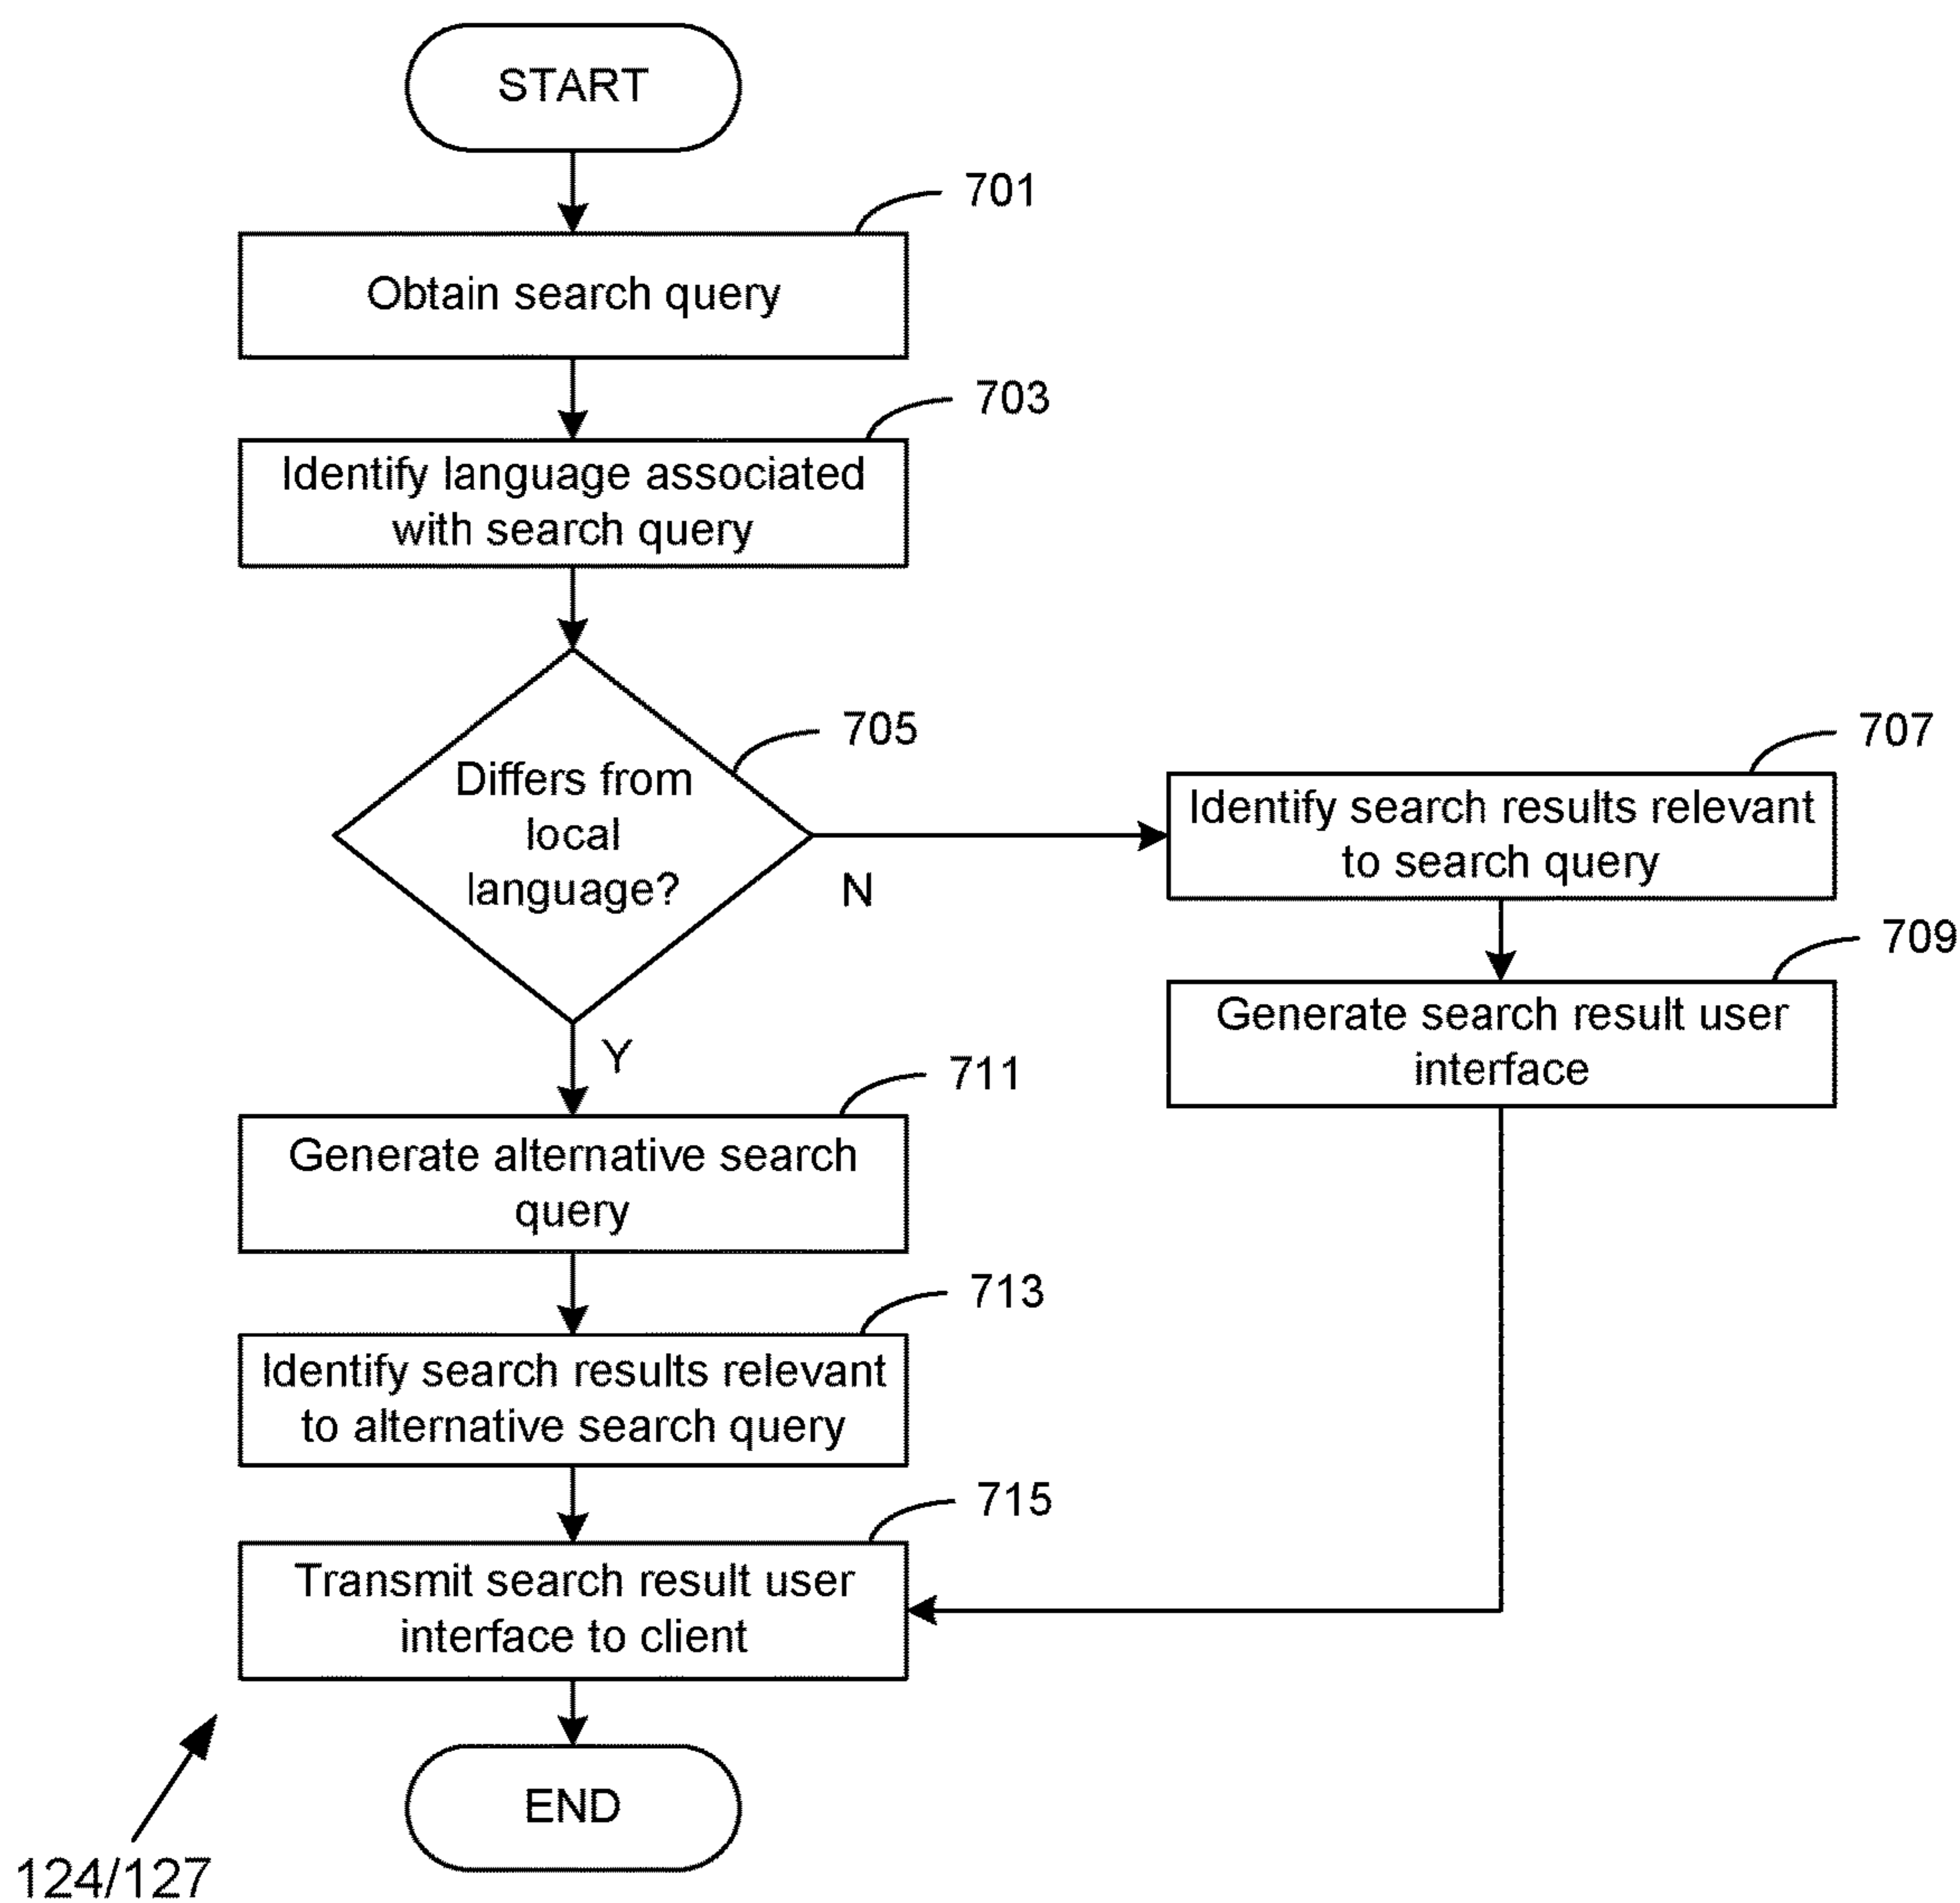 START
701
Obtain search query
703
Identify language associated
with search query
705
Differs from
local
language?
N
707
Identify search results relevant
to search query
709
Generate search result user
interface
Y
711
Generate alternative search
query
713
Identify search results relevant
to alternative search query
715
Transmit search result user
interface to client
END
124/127